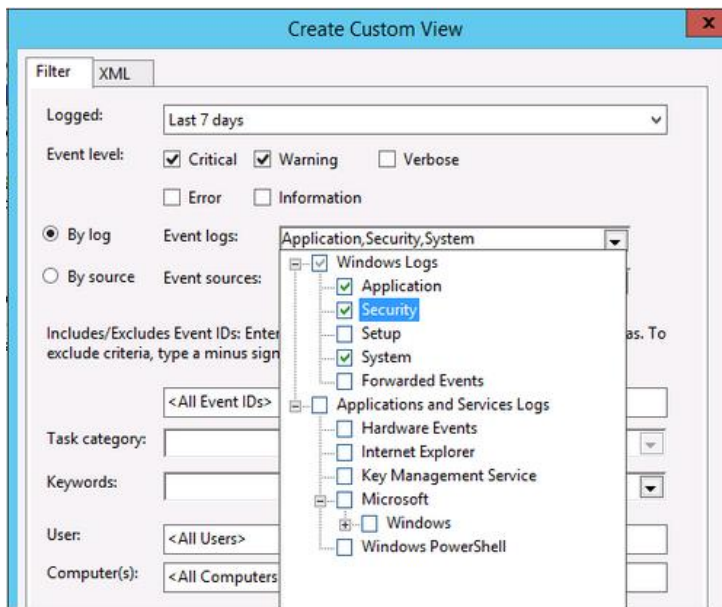 Create Custom View
x
Filter XML
Logged: Last 7 days
Event level: Critical Warning Verbose
Error Information
By log Event logs: Application,Security,System
Windows Logs
By source Event sources:
Application
Security
Includes/Excludes Event IDs: Enter as. To
Setup
exclude criteria, type a minus sign
System
Forwarded Events
<All Event IDs>
Applications and Services Logs
Hardware Events
Task category:
Internet Explorer
Key Management Service
Keywords:
Microsoft
Windows
User: <All Users>
Windows PowerShell
Computer(s): <All Computers